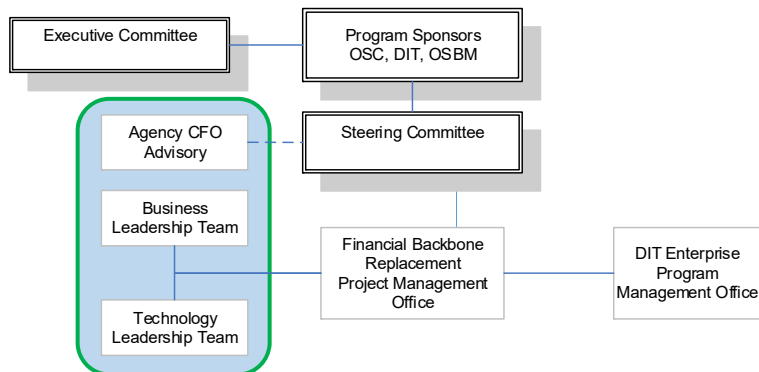 Executive Committee
Program Sponsors
OSC, DIT, OSBM
Agency CFO
Advisory
Steering Committee
Business
Leadership Team
Financial Backbone
Replacement
Project Management
Office
DIT Enterprise
Program
Management Office
Technology
Leadership Team